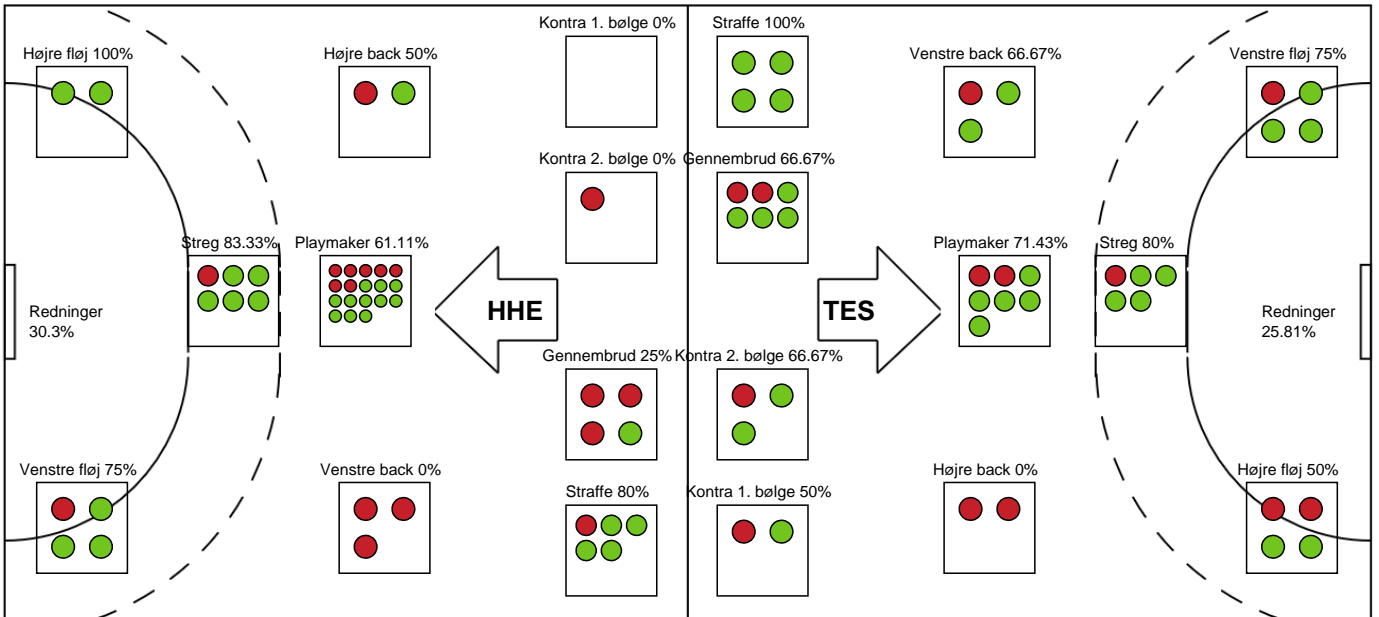 Kontra 1. bølge 0%
Straffe 100%
Højre fløj 100%
Højre back 50%
Venstre back 66.67%
Venstre fløj 75%
Kontra 2. bølge 0%
Gennembrud 66.67%
Streg 83.33%
Playmaker 61.11%
Playmaker 71.43%
Streg 80%
HHE
TES
Redninger
30.3%
Redninger
25.81%
Gennembrud 25%
Kontra 2. bølge 66.67%
Venstre fløj 75%
Venstre back 0%
Højre back 0%
Højre fløj 50%
Straffe 80%
Kontra 1. bølge 50%